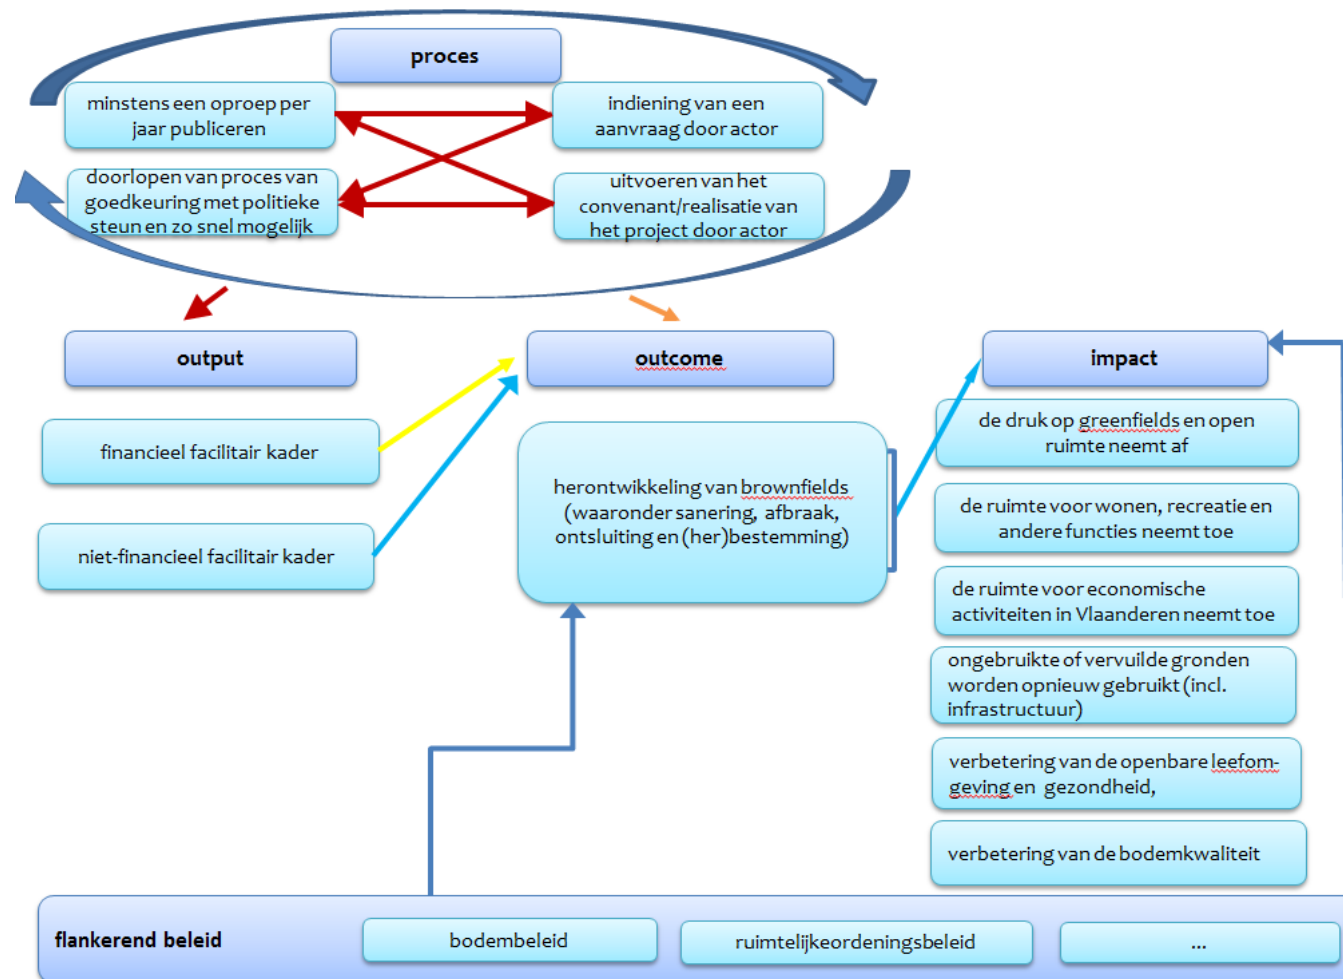 proces
minstens een oproep per
jaar publiceren
indiening van een
aanvraag door actor
doorlopen van proces van
goedkeuring met politieke
steun en zo snel mogelijk
uitvoeren van het
convenant/realisatie van
het project door actor
output
outcome
impact
financieel facilitair kader
niet-financieel facilitair kader
herontwikkeling van brownfields
(waaronder sanering, afbraak,
ontsluiting en (her)bestemming)
de druk op greenfields en open
ruimte neemt af
de ruimte voor wonen, recreatie en
andere functies neemt toe
de ruimte voor economische
activiteiten in Vlaanderen neemt toe
ongebruikte of vervuilde gronden
worden opnieuw gebruikt (incl.
infrastructuur)
verbetering van de openbare leefom-
geving en gezondheid,
verbetering van de bodemkwaliteit
flankerend beleid
bodembeleid
ruimtelijkeordeningsbeleid
...